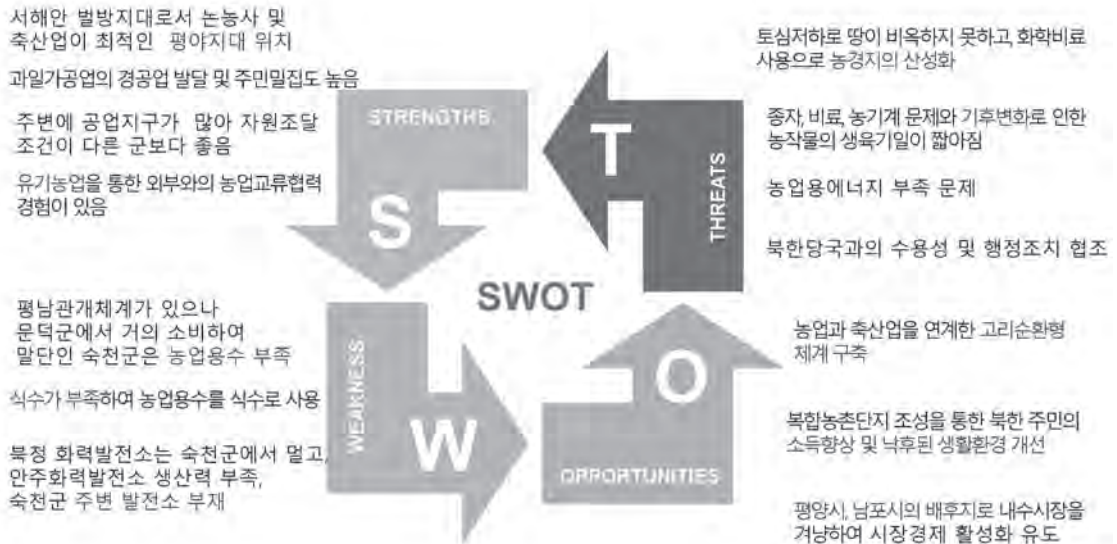 서해안 벌방지대로서 논농사 및
축산업이 최적인 평야지대 위치
과일가공업의 경공업 발달 및 주민밀집도 높음
주변에 공업지구가 많아 자원조달
조건이 다른 군보다 좋음
유기농업을 통한 외부와의 농업교류협력
경험이 있음
STRENGTHS
S
평남관개체계가 있으나
문덕군에서 거의 소비하여
말단인 숙천군은 농업용수 부족
식수가 부족하여 농업용수를 식수로 사용
북정 화력발전소는 숙천군에서 멀고,
안주화력발전소 생산력 부족,
숙천군 주변 발전소 부재
WEAKNESS
W
SWOT
토심저하로 땅이 비옥하지 못하고, 화학비료
사용으로 농경지의 산성화
종자, 비료, 농기계 문제와 기후변화로 인한
농작물의 생육기일이 짧아짐
농업용에너지 부족 문제
북한당국과의 수용성 및 행정조치 협조
T
THREATS
농업과 축산업을 연계한 고리순환형
체계 구축
복합농촌단지 조성을 통한 북한 주민의
소득향상 및 낙후된 생활환경 개선
평양시, 남포시의 배후지로 내수시장을
겨냥하여 시장경제 활성화 유도
O
OPPORTUNITIES